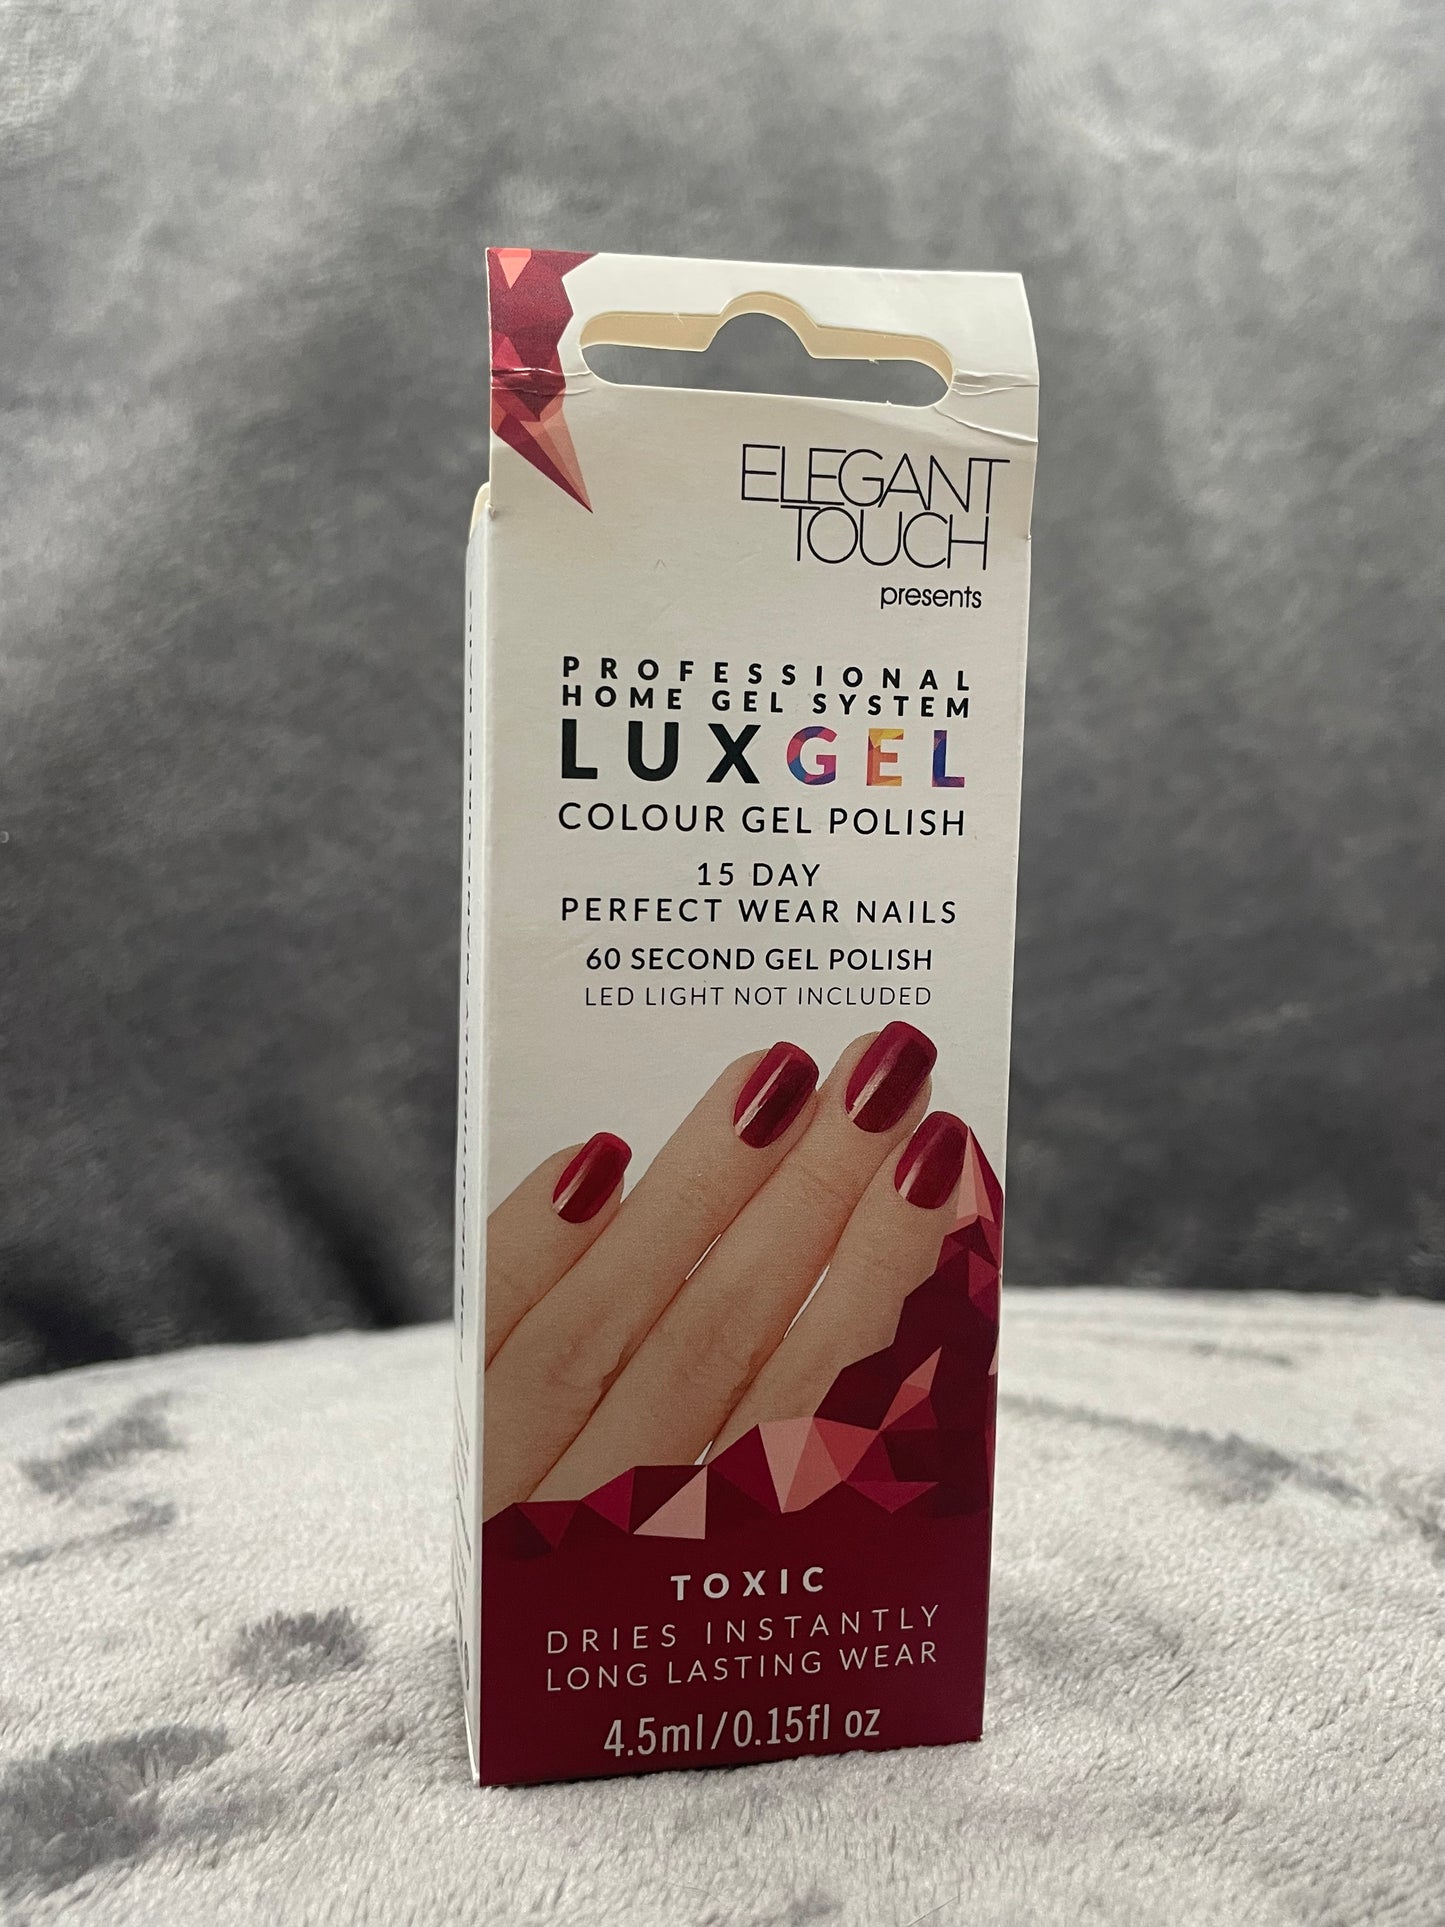 ELEGANT
TOUCH
presents
PROFESSIONAL
HOME GEL SYSTEM
LUXGEL
COLOUR GEL POLISH
15 DAY
PERFECT WEAR NAILS
60 SECOND GEL POLISH
LED LIGHT NOT INCLUDED
TOXIC
DRIES INSTANTLY
LONG LASTING WEAR
4.5ml/0.15fl oz